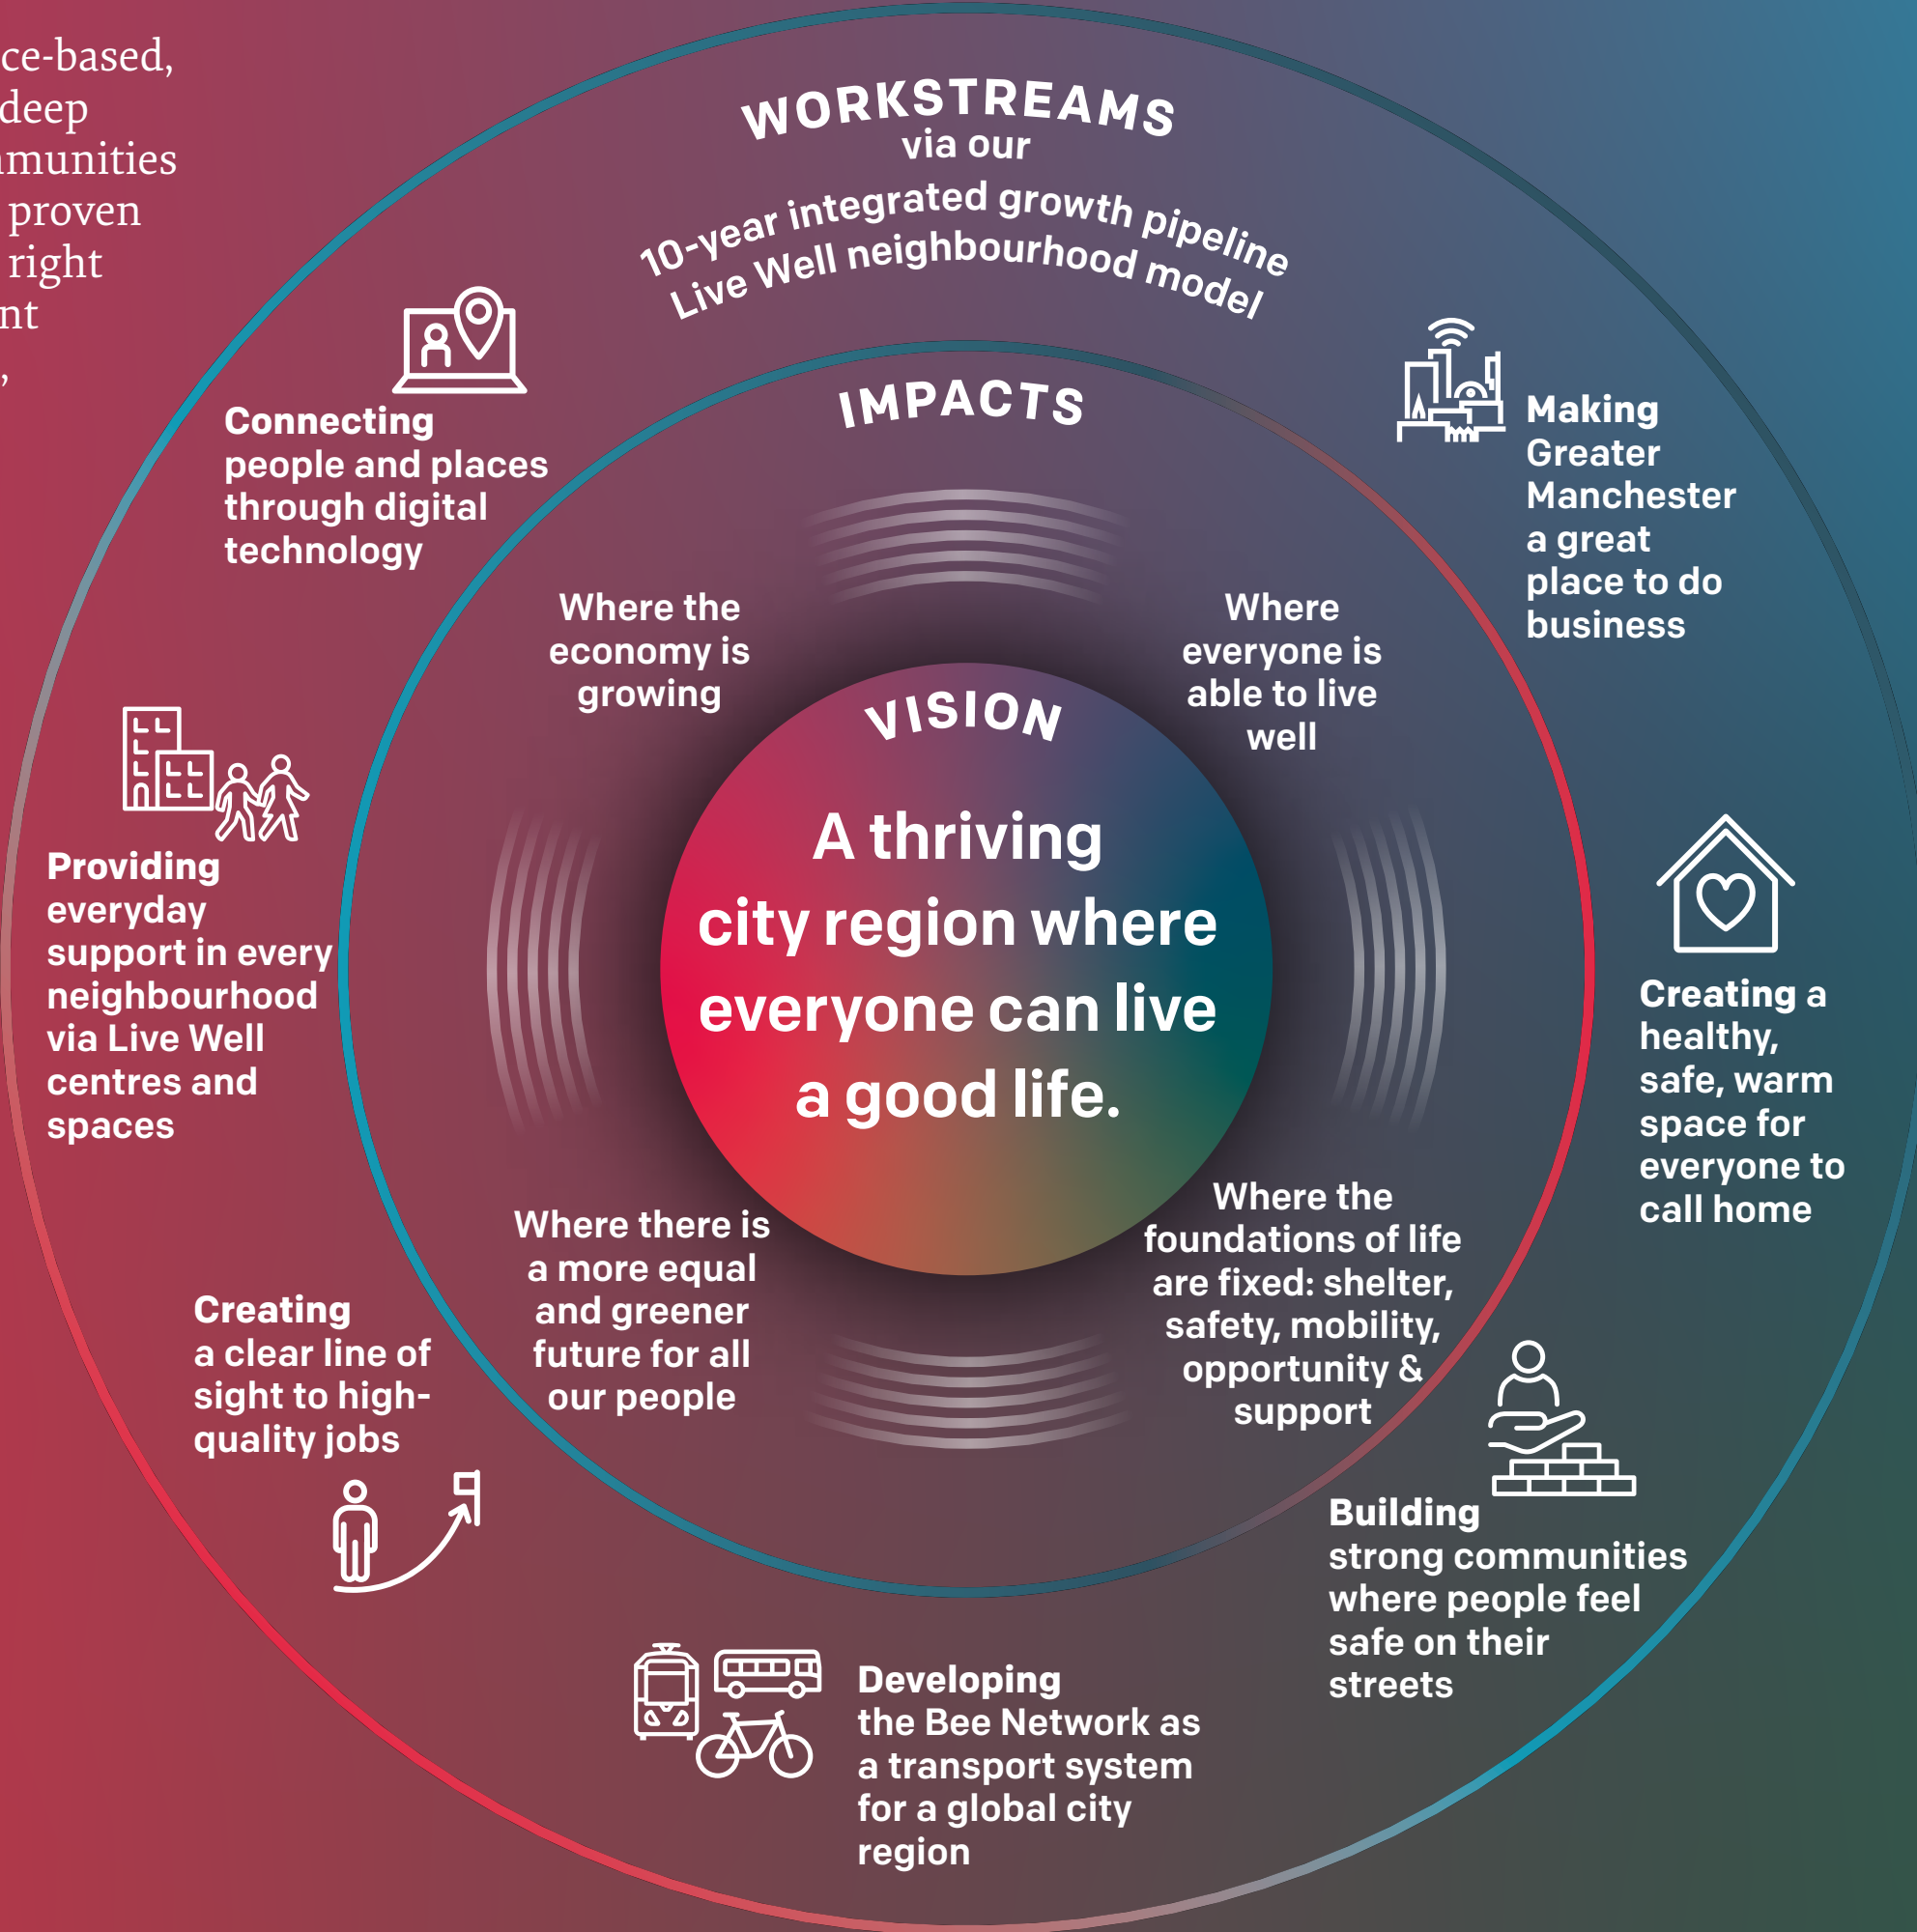 ce-based,
deep
proven
right
WORKSTREAMS
via our
10-year integrated growth pipeline
Live Well neighbourhood model
Connecting
people and places
through digital
technology
Making
Greater
Manchester
a great
place to do
business
IMPACTS
Where the
economy is
growing
Where
everyone is
able to live
well
VISION
A thriving
city region where
everyone can live
a good life.
Providing
everyday
support in every
neighbourhood
via Live Well
centres and
spaces
Creating a
healthy,
safe, warm
space for
everyone to
call home
Where there is
a more equal
and greener
future for all
our people
Where the
foundations of life
are fixed: shelter,
safety, mobility,
opportunity &
support
Creating
a clear line of
sight to high-
quality jobs
Building
strong communities
where people feel
safe on their
streets
Developing
the Bee Network as
a transport system
for a global city
region